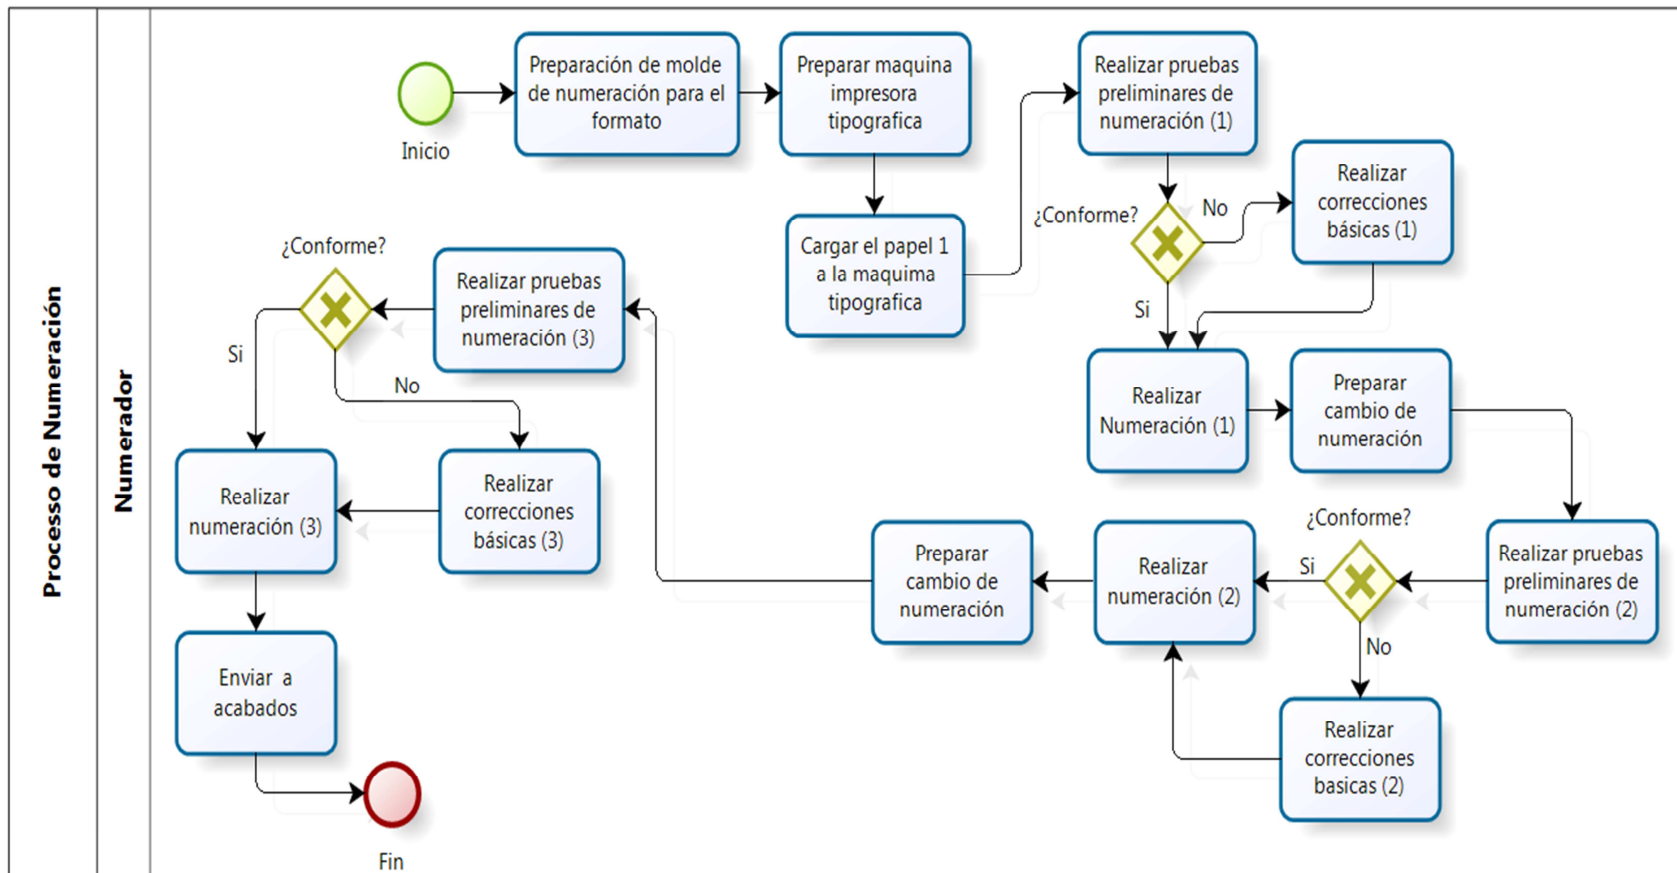 Processo de Numeración
Numerador
Inicio
Preparación de molde
de numeración para el
formato
Preparar maquina
impresora
tipografica
Cargar el papel 1
a la maquima
tipografica
Realizar pruebas
preliminares de
numeración (1)
¿Conforme?
No
Si
Realizar
correcciones
básicas (1)
Realizar
Numeración (1)
Preparar
cambio de
numeración
Realizar pruebas
preliminares de
numeración (2)
¿Conforme?
Si
No
Realizar
correcciones
basicas (2)
Realizar
numeración (2)
Preparar
cambio de
numeración
Realizar pruebas
preliminares de
numeración (3)
¿Conforme?
Si
No
Realizar
correcciones
básicas (3)
Realizar
numeración (3)
Enviar a
acabados
Fin